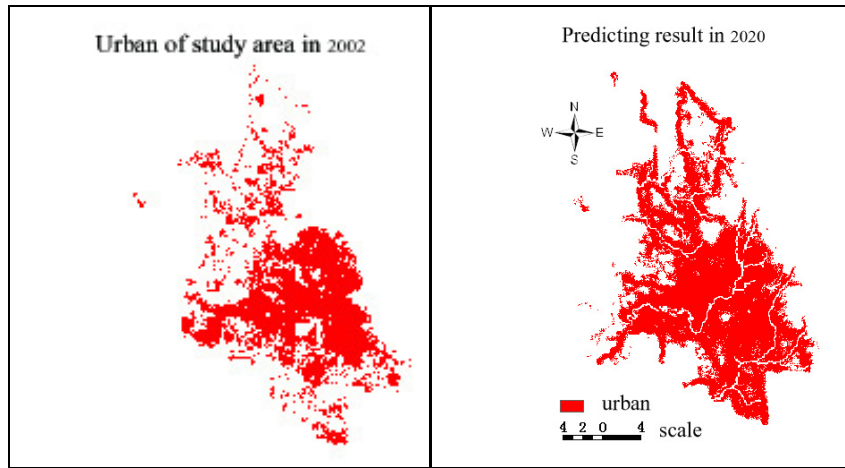 Urban of study area in 2002
Predicting result in 2020
N
W E
S
urban
4 2 0 4 scale